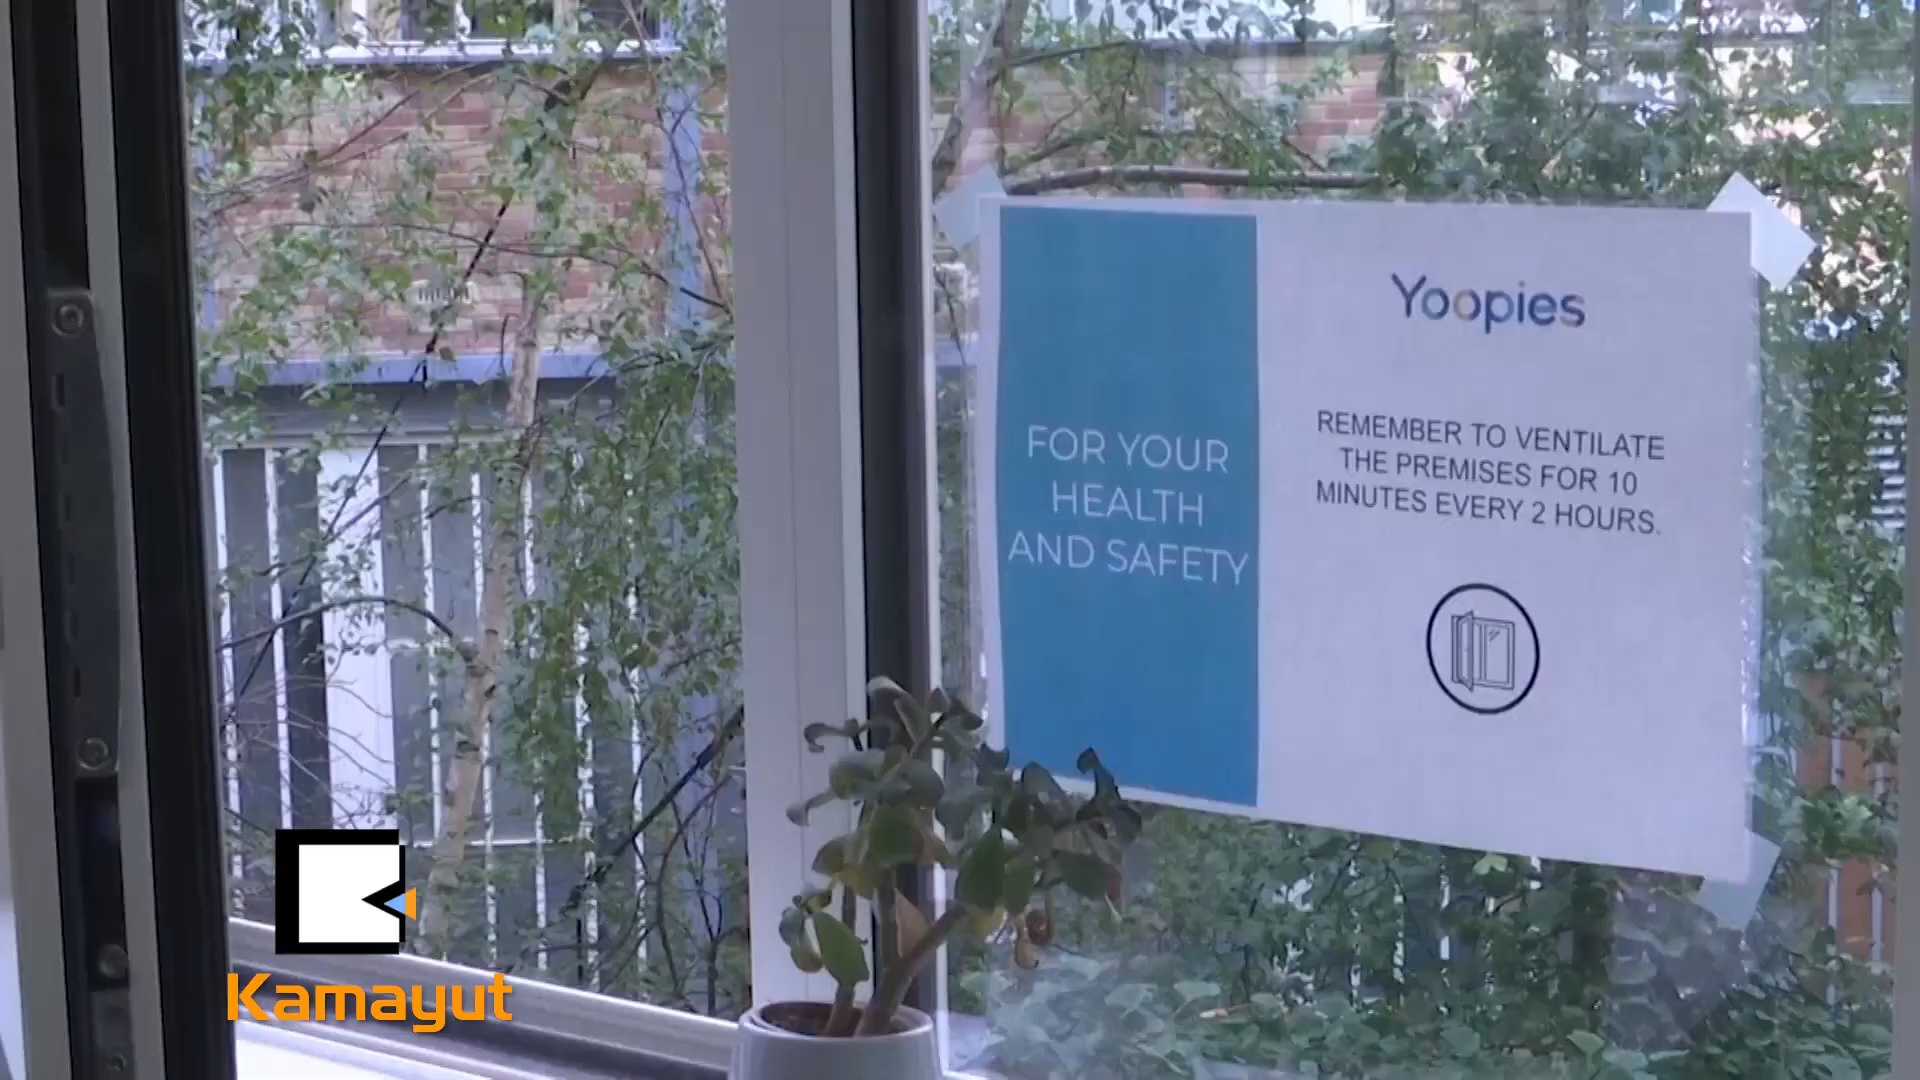 Yoopies
FOR YOUR
HEALTH
AND SAFETY
REMEMBER TO VENTILATE
THE PREMISES FOR 10
MINUTES EVERY 2 HOURS.
Kamayut